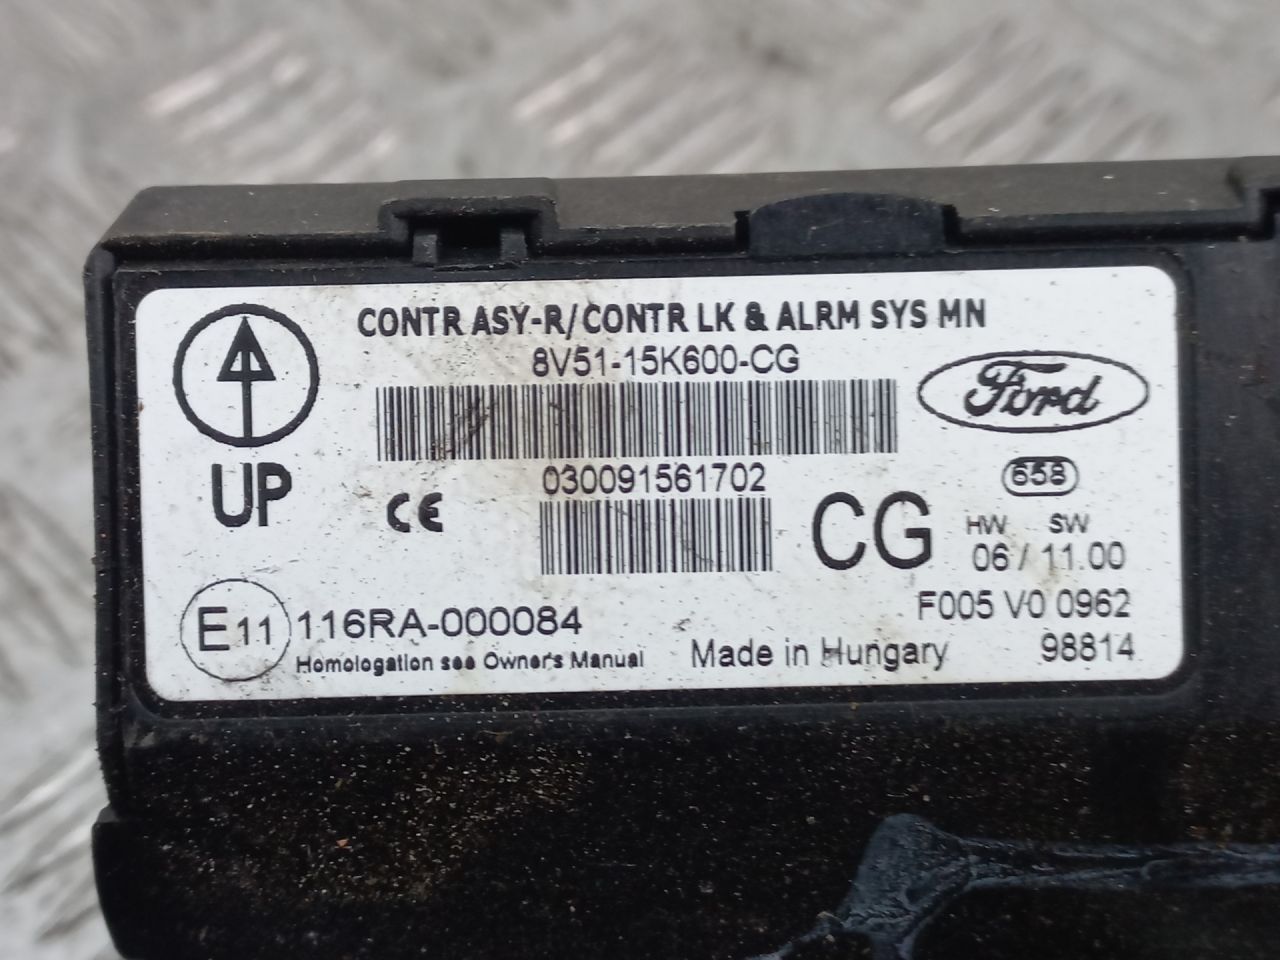 CONTR ASY-R/CONTR LK & ALRM SYS MN
8V51-15K600-CG
Ford
UP
CE
030091561702
CG
658
HW SW
06 / 11.00
E11 116RA-000084
F005 V0 0962
Homologation see Owner's Manual
Made in Hungary
98814